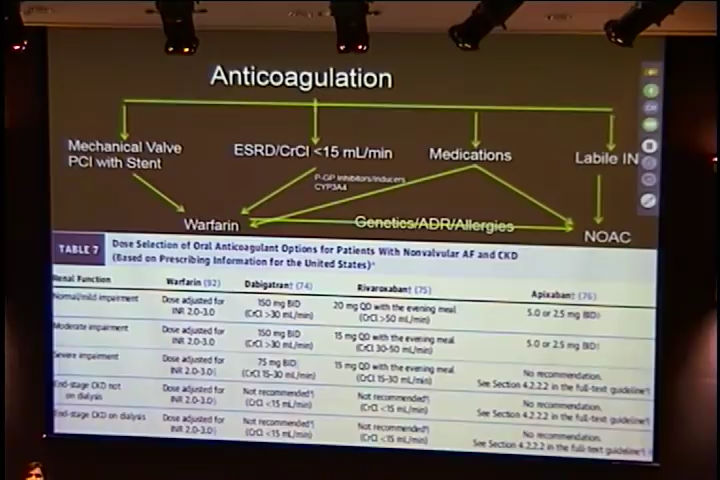 Anticoagulation
Mechanical Valve
PCI with Stent
ESRD/CrCl <15 mL/min
Medications
Labile IN
P-GP Inhibitors/Inducers
CYP3A4
Warfarin
Genetics/ADR/Allergies
NOAC
TABLE 7
Dose Selection of Oral Anticoagulant Options for Patients With Nonvalvular AF and CKD
(Based on Prescribing Information for the United States)*
Renal Function Warfarin (92) Dabigatran† (74) Rivaroxaban† (75) Apixaban† (76)
Normal/mild impairment Dose adjusted for INR 2.0-3.0 150 mg BID (CrCl >30 mL/min) 20 mg QD with the evening meal (CrCl >50 mL/min) 5.0 or 2.5 mg BID‡
Moderate impairment Dose adjusted for INR 2.0-3.0 150 mg BID (CrCl >30 mL/min) 15 mg QD with the evening meal (CrCl 30-50 mL/min) 5.0 or 2.5 mg BID‡
Severe impairment Dose adjusted for INR 2.0-3.0§ 75 mg BID (CrCl 15-30 mL/min) 15 mg QD with the evening meal (CrCl 15-30 mL/min) No recommendation. See Section 4.2.2.2 in the full-text guideline¶
End-stage CKD not on dialysis Dose adjusted for INR 2.0-3.0§ Not recommended¶ (CrCl <15 mL/min) Not recommended¶ (CrCl <15 mL/min) No recommendation. See Section 4.2.2.2 in the full-text guideline¶
End-stage CKD on dialysis Dose adjusted for INR 2.0-3.0§ Not recommended¶ (CrCl <15 mL/min) Not recommended¶ (CrCl <15 mL/min) No recommendation. See Section 4.2.2.2 in the full-text guideline¶